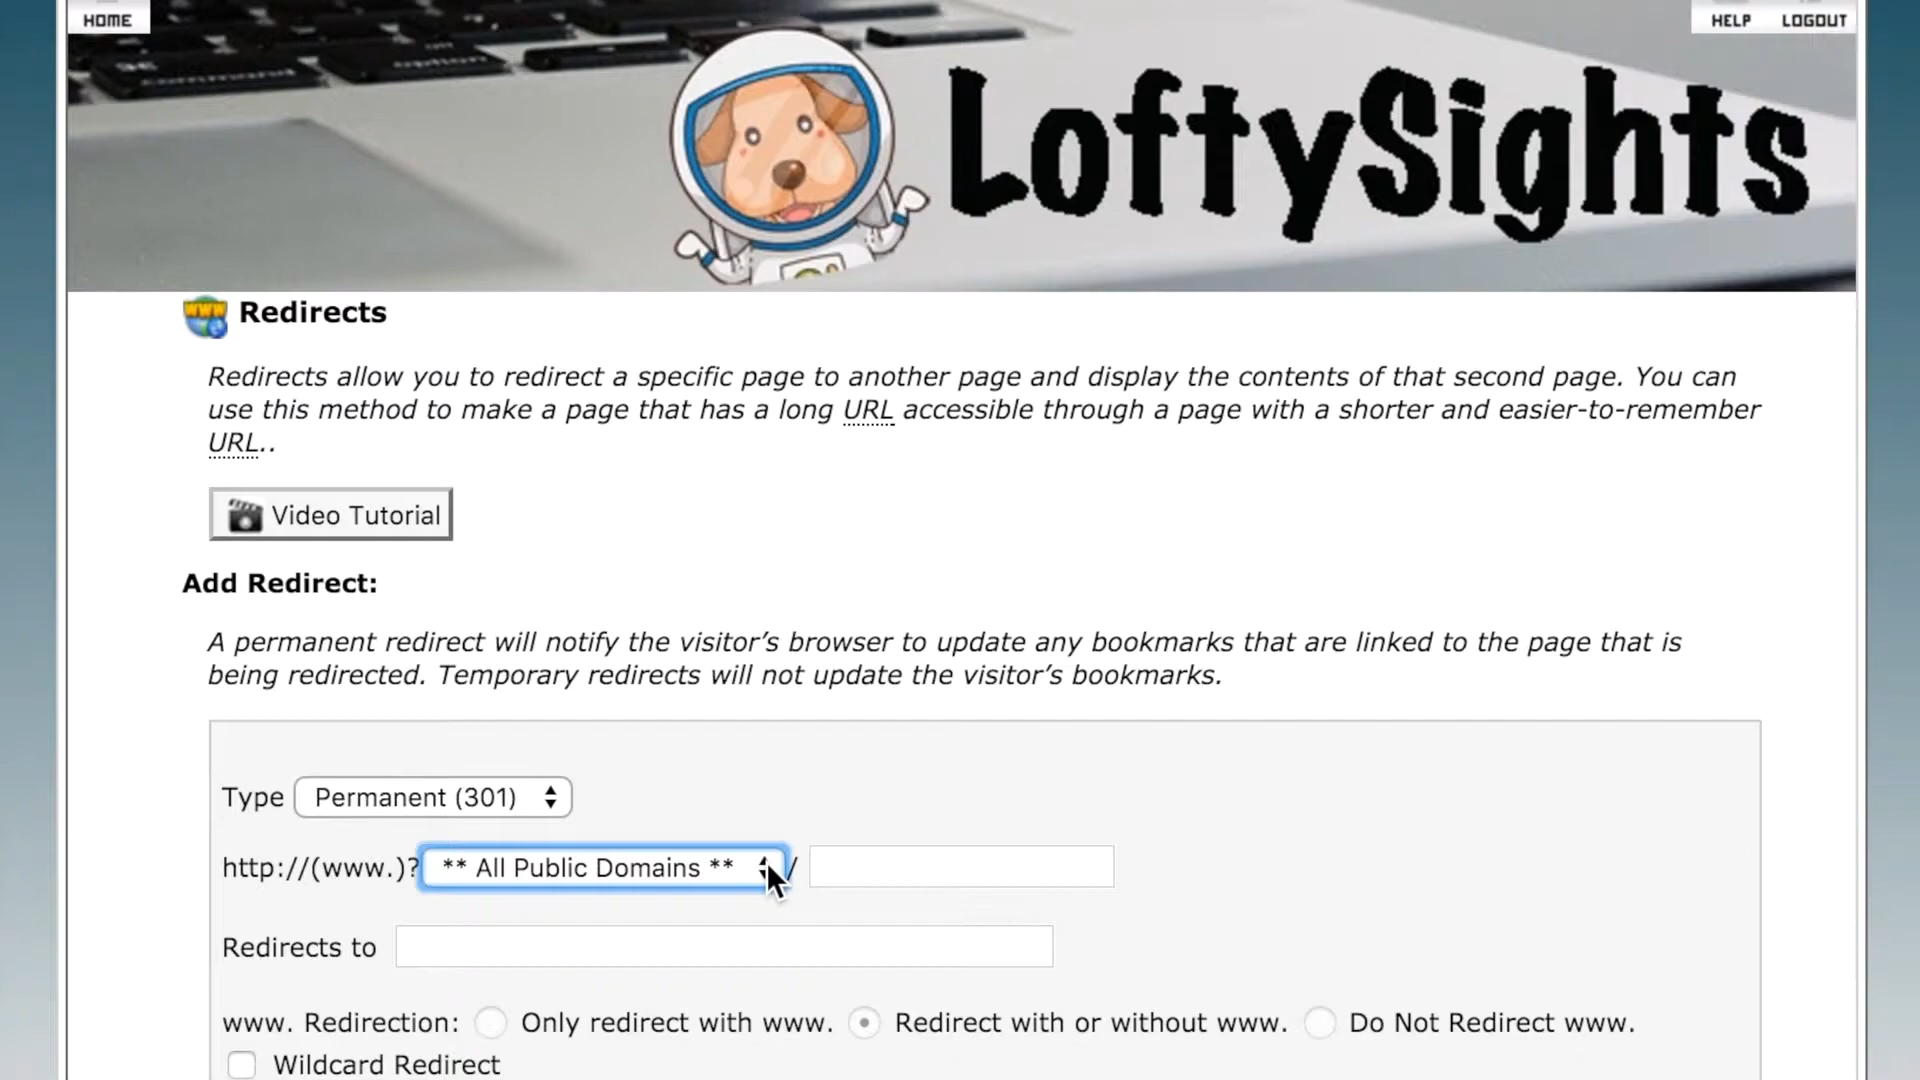 HOME
HELP LOGOUT
command option alt
LoftySights
Redirects
Redirects allow you to redirect a specific page to another page and display the contents of that second page. You can
use this method to make a page that has a long URL accessible through a page with a shorter and easier-to-remember
URL..
Video Tutorial
Add Redirect:
A permanent redirect will notify the visitor’s browser to update any bookmarks that are linked to the page that is
being redirected. Temporary redirects will not update the visitor’s bookmarks.
Type Permanent (301)
http://(www.)? ** All Public Domains ** /
Redirects to
www. Redirection: Only redirect with www. Redirect with or without www. Do Not Redirect www.
Wildcard Redirect